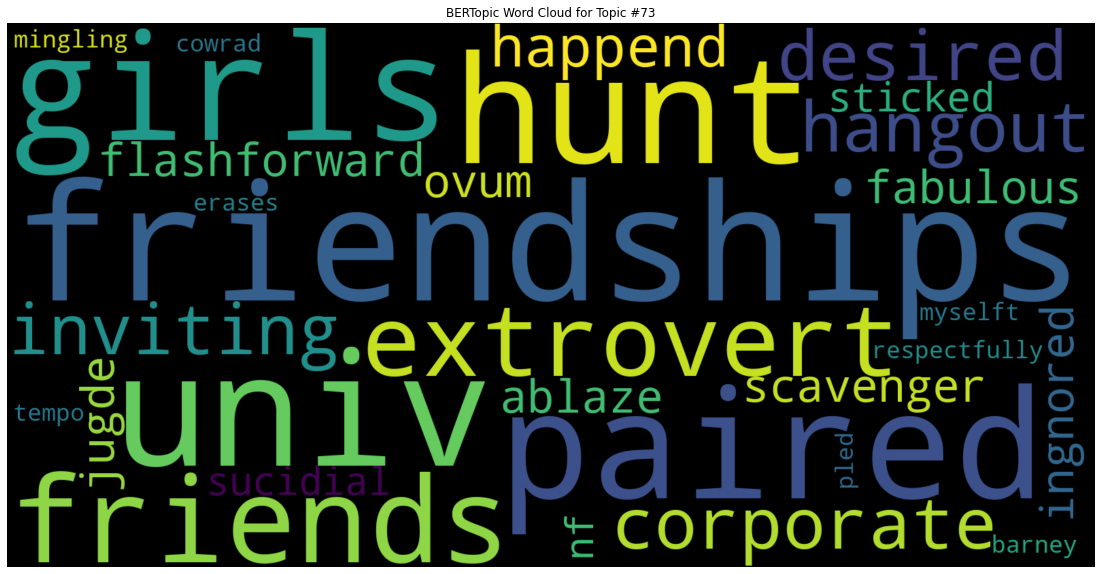 BERTopic Word Cloud for Topic #73
mingling
cowrad
happend
desired
girls
hunt
sticked
hangout
flashforward
ovum
fabulous
erases
friendships
inviting
extrovert
myselft
respectfully
ingnored
univ
ablaze
scavenger
paired
tempo
jugde
sucidial
pled
friends
nf
corporate
barney